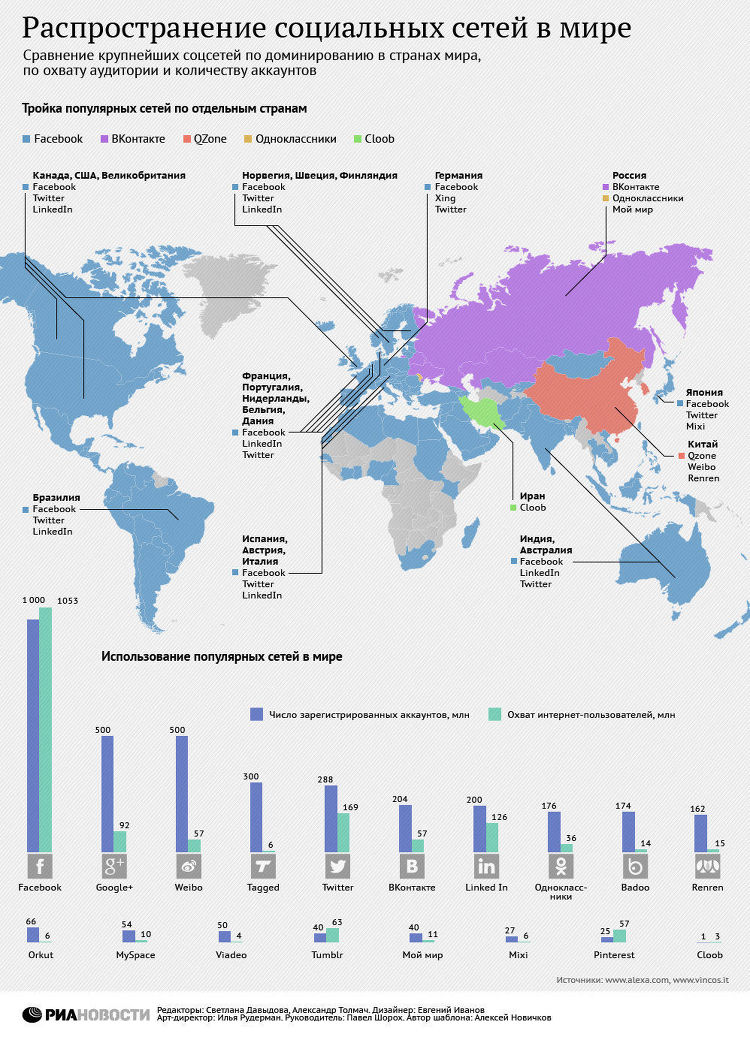 Распространение социальных сетей в мире
Сравнение крупнейших соцсетей по доминированию в странах мира,
по охвату аудитории и количеству аккаунтов
Тройка популярных сетей по отдельным странам
Facebook
ВКонтакте
QZone
Одноклассники
Cloob
Канада, США, Великобритания
Facebook
Twitter
LinkedIn
Норвегия, Швеция, Финляндия
Facebook
Twitter
LinkedIn
Германия
Facebook
Xing
Twitter
Россия
ВКонтакте
Одноклассники
Мой мир
Франция,
Португалия,
Нидерланды,
Бельгия,
Дания
Facebook
LinkedIn
Twitter
Япония
Facebook
Twitter
Mixi
Китай
Qzone
Weibo
Renren
Бразилия
Facebook
Twitter
LinkedIn
Иран
Cloob
Испания,
Австрия,
Италия
Facebook
Twitter
LinkedIn
Индия,
Австралия
Facebook
LinkedIn
Twitter
Использование популярных сетей в мире
Число зарегистрированных аккаунтов, млн
Охват интернет-пользователей, млн
1 000 1053
500 92
500 57
300 6
288 169
204 57
200 126
176 36
174 14
162 15
f
g+
B
in
b
Facebook
Google+
Weibo
Tagged
Twitter
ВКонтакте
Linked In
Одноклас-
ники
Badoo
Renren
66 6
54 10
50 4
40 63
40 11
27 6
25 57
1 3
Orkut
MySpace
Viadeo
Tumblr
Мой мир
Mixi
Pinterest
Cloob
Источники: www.alexa.com, www.vincos.it
РИАНОВОСТИ
Редакторы: Светлана Давыдова, Александр Толмач. Дизайнер: Евгений Иванов
Арт-директор: Илья Рудерман. Руководитель: Павел Шорох. Автор шаблона: Алексей Новичков